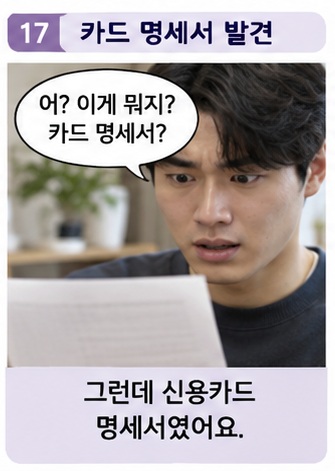 17 카드 명세서 발견
어? 이게 뭐지?
카드 명세서?
그런데 신용카드
명세서였어요.